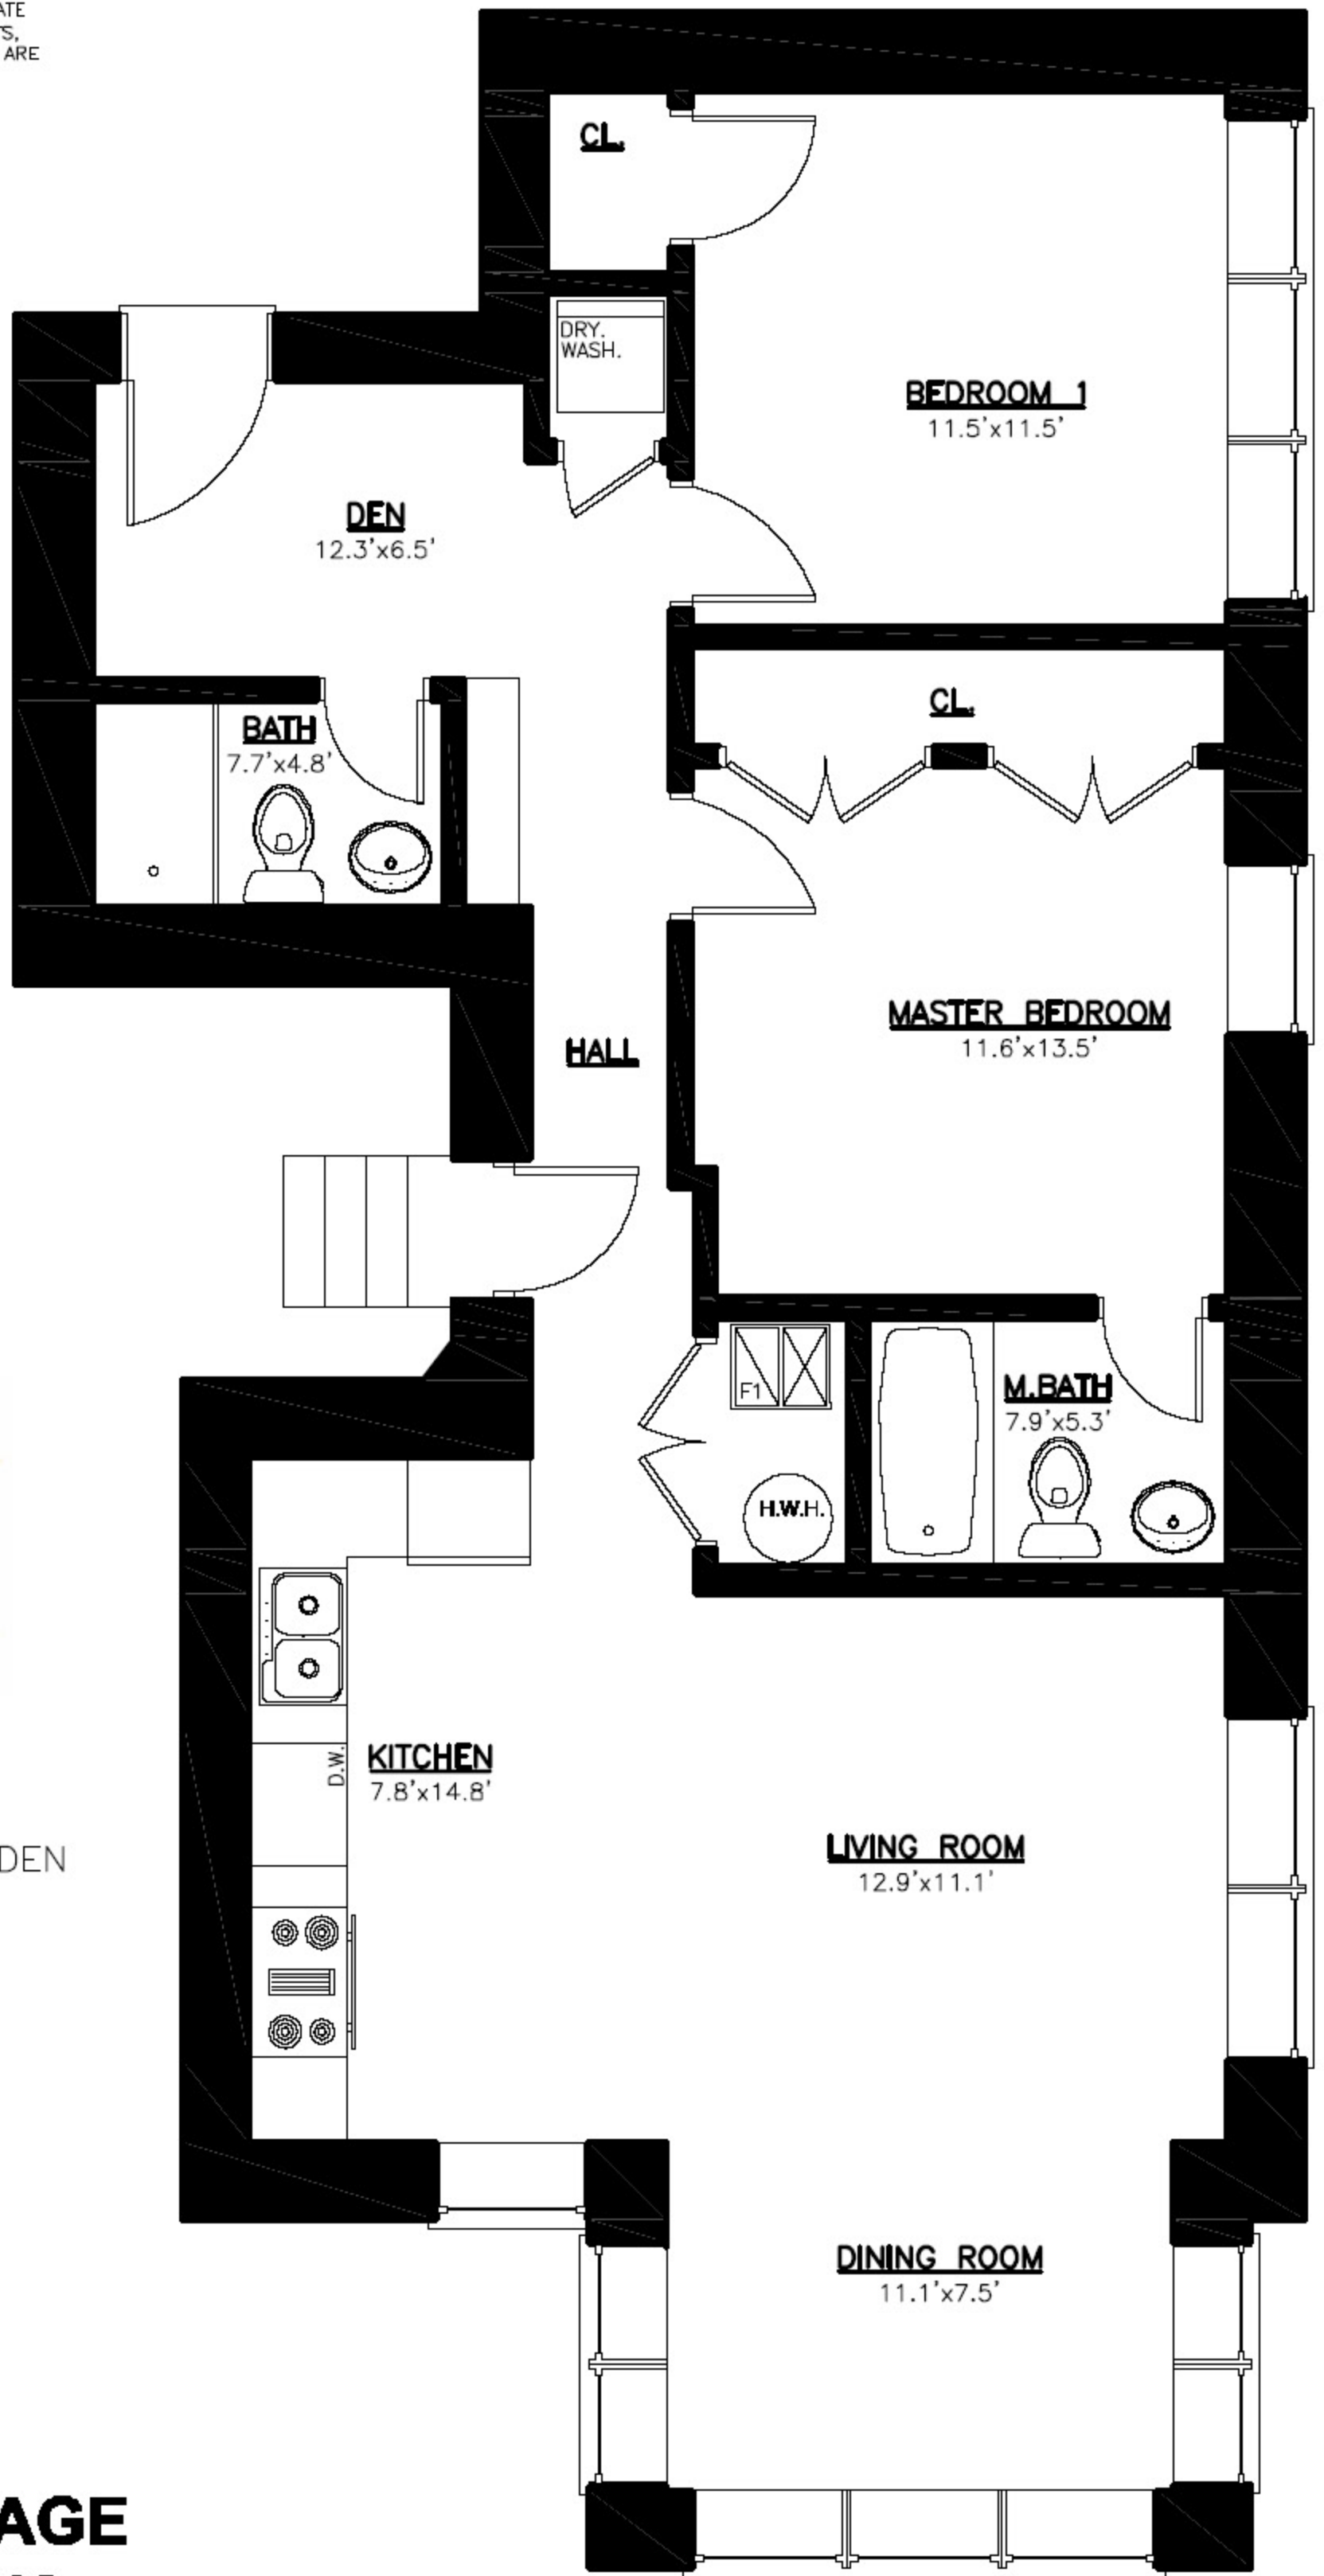 ATE
TS,
ARE
CL.
DRY.
WASH.
BEDROOM 1
11.5'x11.5'
DEN
12.3'x6.5'
CL.
BATH
7.7'x4.8'
MASTER BEDROOM
11.6'x13.5'
HALL
M.BATH
7.9'x5.3'
F1
H.W.H.
D.W.
KITCHEN
7.8'x14.8'
LIVING ROOM
12.9'x11.1'
DEN
DINING ROOM
11.1'x7.5'
AGE